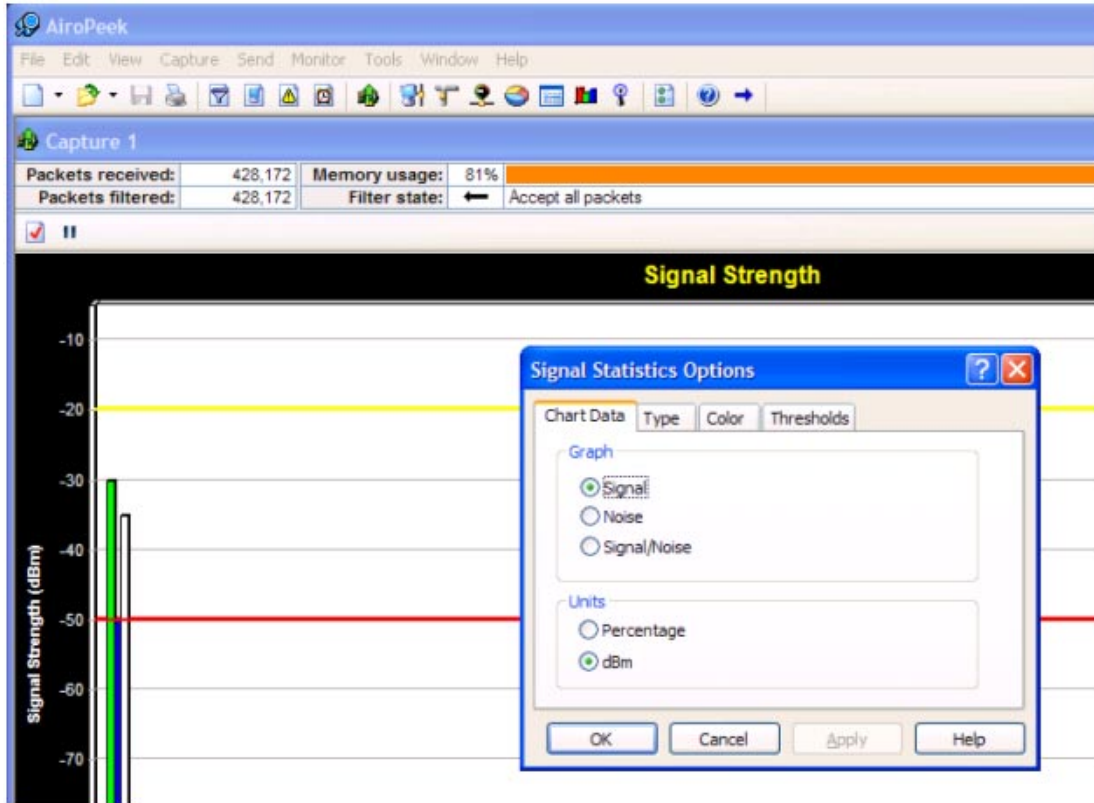 AiroPeek
File Edit View Capture Send Monitor Tools Window Help
Capture 1
Packets received: 428,172 Memory usage: 81%
Packets filtered: 428,172 Filter state: Accept all packets
Signal Strength
Signal Strength (dBm)
-10
-20
-30
-40
-50
-60
-70
Signal Statistics Options
Chart Data Type Color Thresholds
Graph
Signal
Noise
Signal/Noise
Units
Percentage
dBm
OK Cancel Apply Help